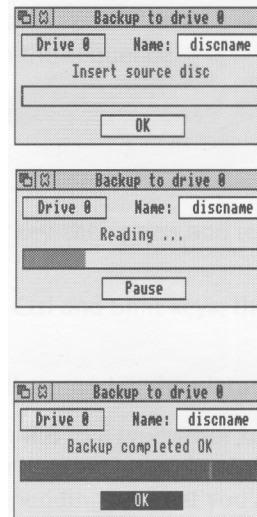 Backup to drive 0
Drive 0 Name: discname
Insert source disc
OK
Backup to drive 0
Drive 0 Name: discname
Reading ...
Pause
Backup to drive 0
Drive 0 Name: discname
Backup completed OK
OK